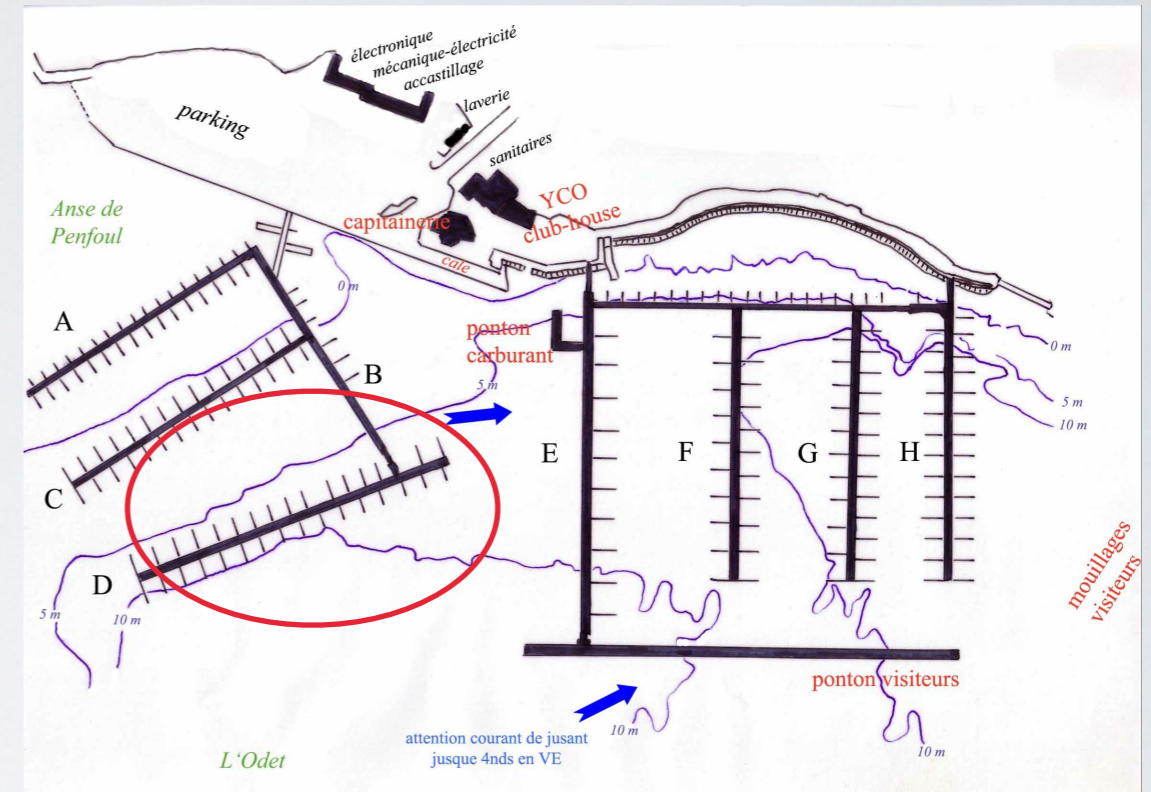 électronique
mécanique-électricité
accastillage
laverie
parking
sanitaires
YCO
club-house
Anse de
Penfoul
capitainerie
cale
0 m
A
ponton
carburant
B
5 m
0 m
5 m
10 m
E
F
G
H
C
D
5 m
10 m
mouillages
visiteurs
ponton visiteurs
attention courant de jusant
jusque 4nds en VE
10 m
10 m
L'Odet